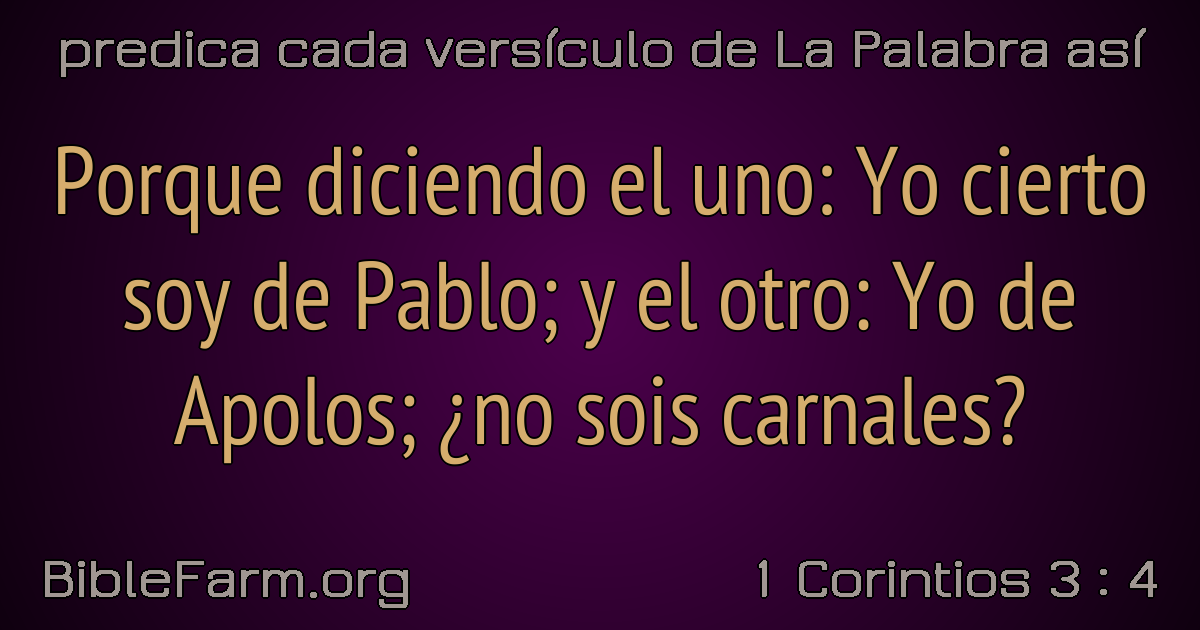 predica cada versículo de La Palabra así
Porque diciendo el uno: Yo cierto
soy de Pablo; y el otro: Yo de
Apolos; ¿no sois carnales?
BibleFarm.org
1 Corintios 3 : 4